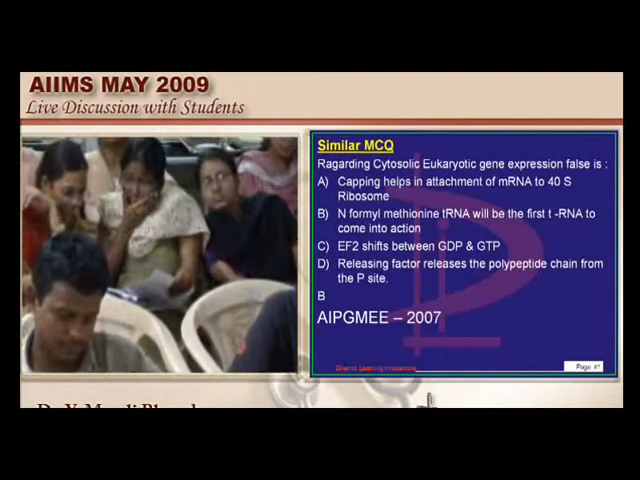 AIIMS MAY 2009
Live Discussion with Students
Similar MCQ
Ragarding Cytosolic Eukaryotic gene expression false is :
A) Capping helps in attachment of mRNA to 40 S
Ribosome
B) N formyl methionine tRNA will be the first t -RNA to
come into action
C) EF2 shifts between GDP & GTP
D) Releasing factor releases the polypeptide chain from
the P site.
B
AIPGMEE – 2007
Page